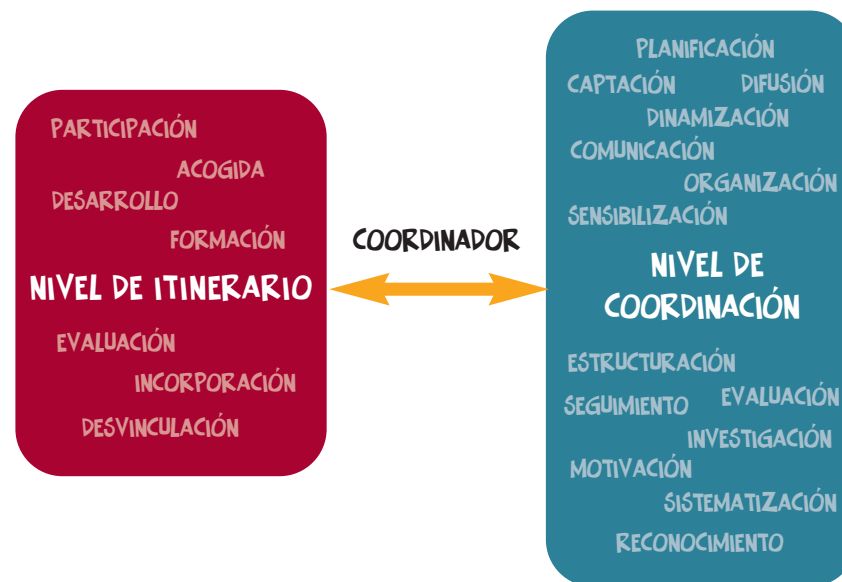 PARTICIPACIÓN
ACOGIDA
DESARROLLO
FORMACIÓN
NIVEL DE ITINERARIO
EVALUACIÓN
INCORPORACIÓN
DESVINCULACIÓN
COORDINADOR
PLANIFICACIÓN
CAPTACIÓN DIFUSIÓN
DINAMIZACIÓN
COMUNICACIÓN
ORGANIZACIÓN
SENSIBILIZACIÓN
NIVEL DE
COORDINACIÓN
ESTRUCTURACIÓN
SEGUIMIENTO EVALUACIÓN
INVESTIGACIÓN
MOTIVACIÓN
SISTEMATIZACIÓN
RECONOCIMIENTO